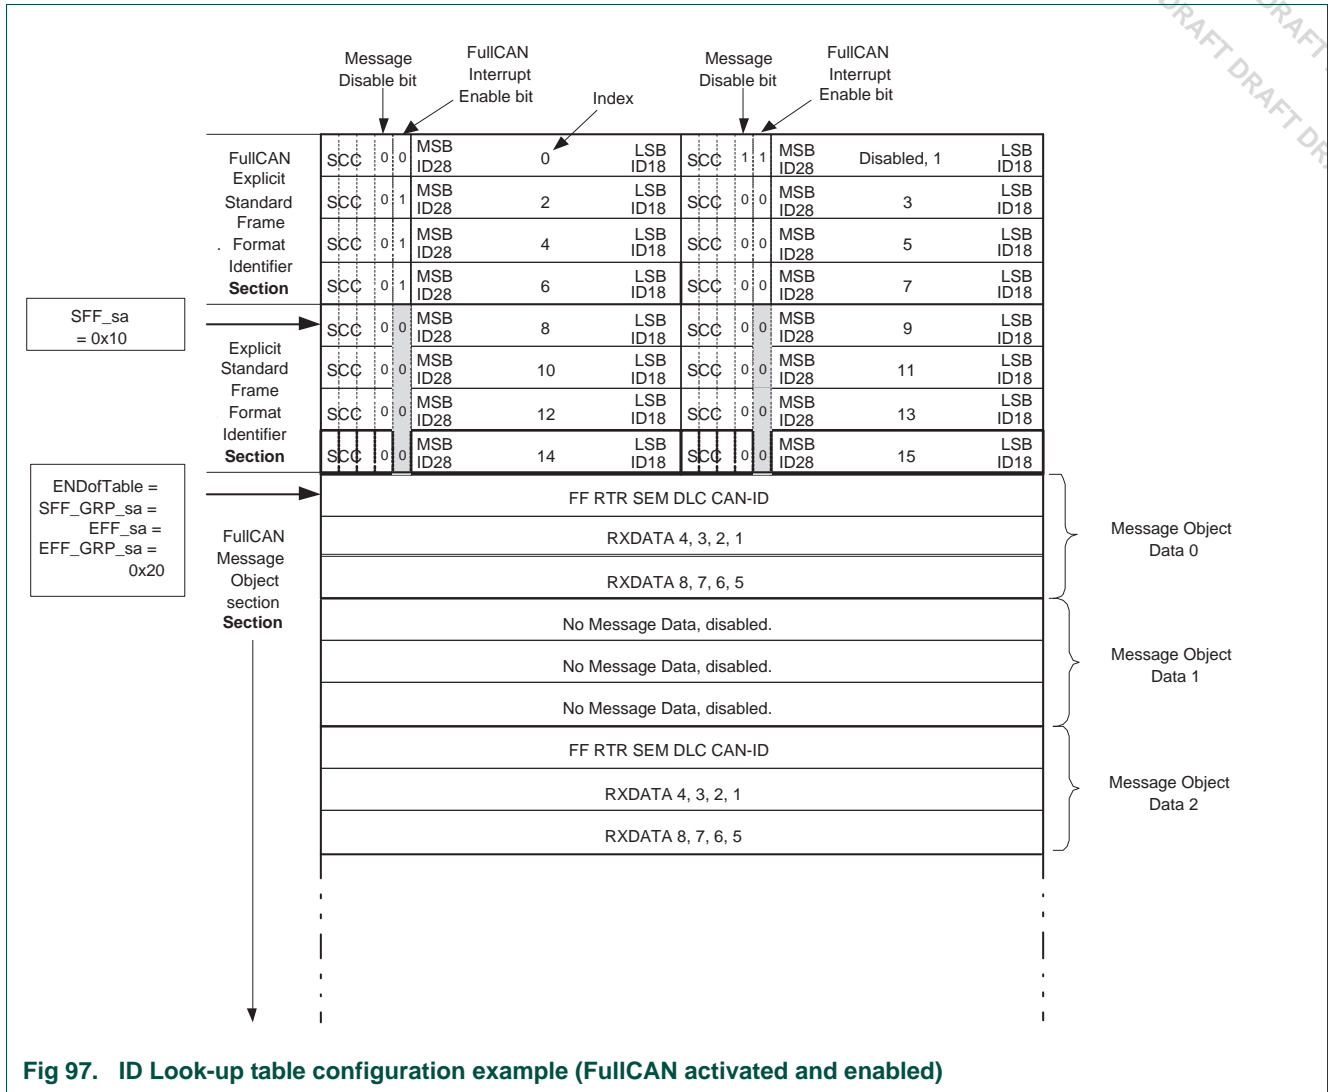 DRAFT DRAFT DRAFT DRAFT
Message
Disable bit
FullCAN
Interrupt
Enable bit
Index
Message
Disable bit
FullCAN
Interrupt
Enable bit
FullCAN
Explicit
Standard
Frame
. Format
Identifier
Section
SCC 0 0 MSB ID28 0 LSB ID18 SCC 1 1 MSB ID28 Disabled, 1 LSB ID18
SCC 0 1 MSB ID28 2 LSB ID18 SCC 0 0 MSB ID28 3 LSB ID18
SCC 0 1 MSB ID28 4 LSB ID18 SCC 0 0 MSB ID28 5 LSB ID18
SCC 0 1 MSB ID28 6 LSB ID18 SCC 0 0 MSB ID28 7 LSB ID18
SFF_sa
= 0x10
Explicit
Standard
Frame
Format
Identifier
Section
SCC 0 0 MSB ID28 8 LSB ID18 SCC 0 0 MSB ID28 9 LSB ID18
SCC 0 0 MSB ID28 10 LSB ID18 SCC 0 0 MSB ID28 11 LSB ID18
SCC 0 0 MSB ID28 12 LSB ID18 SCC 0 0 MSB ID28 13 LSB ID18
SCC 0 0 MSB ID28 14 LSB ID18 SCC 0 0 MSB ID28 15 LSB ID18
ENDofTable =
SFF_GRP_sa =
EFF_sa =
EFF_GRP_sa =
0x20
FullCAN
Message
Object
section
Section
FF RTR SEM DLC CAN-ID
RXDATA 4, 3, 2, 1
RXDATA 8, 7, 6, 5
Message Object
Data 0
No Message Data, disabled.
No Message Data, disabled.
No Message Data, disabled.
Message Object
Data 1
FF RTR SEM DLC CAN-ID
RXDATA 4, 3, 2, 1
RXDATA 8, 7, 6, 5
Message Object
Data 2
Fig 97. ID Look-up table configuration example (FullCAN activated and enabled)